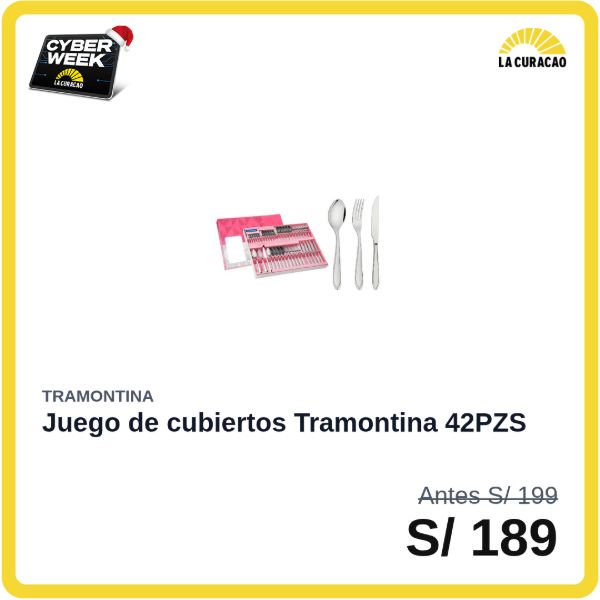 CYBER
WEEK
LA CURACAO
LA CURACAO
TRAMONTINA
Juego de cubiertos Tramontina 42PZS
Antes S/ 199
S/ 189